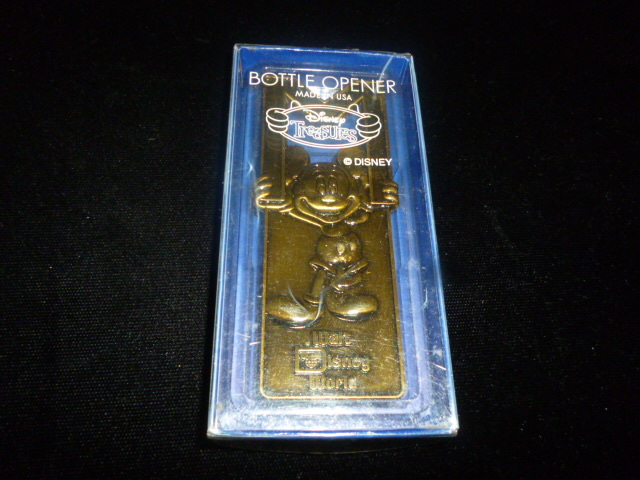 BOTTLE OPENER
MADE IN USA
Disney
Treasures
© DISNEY
Walt
Disney
World